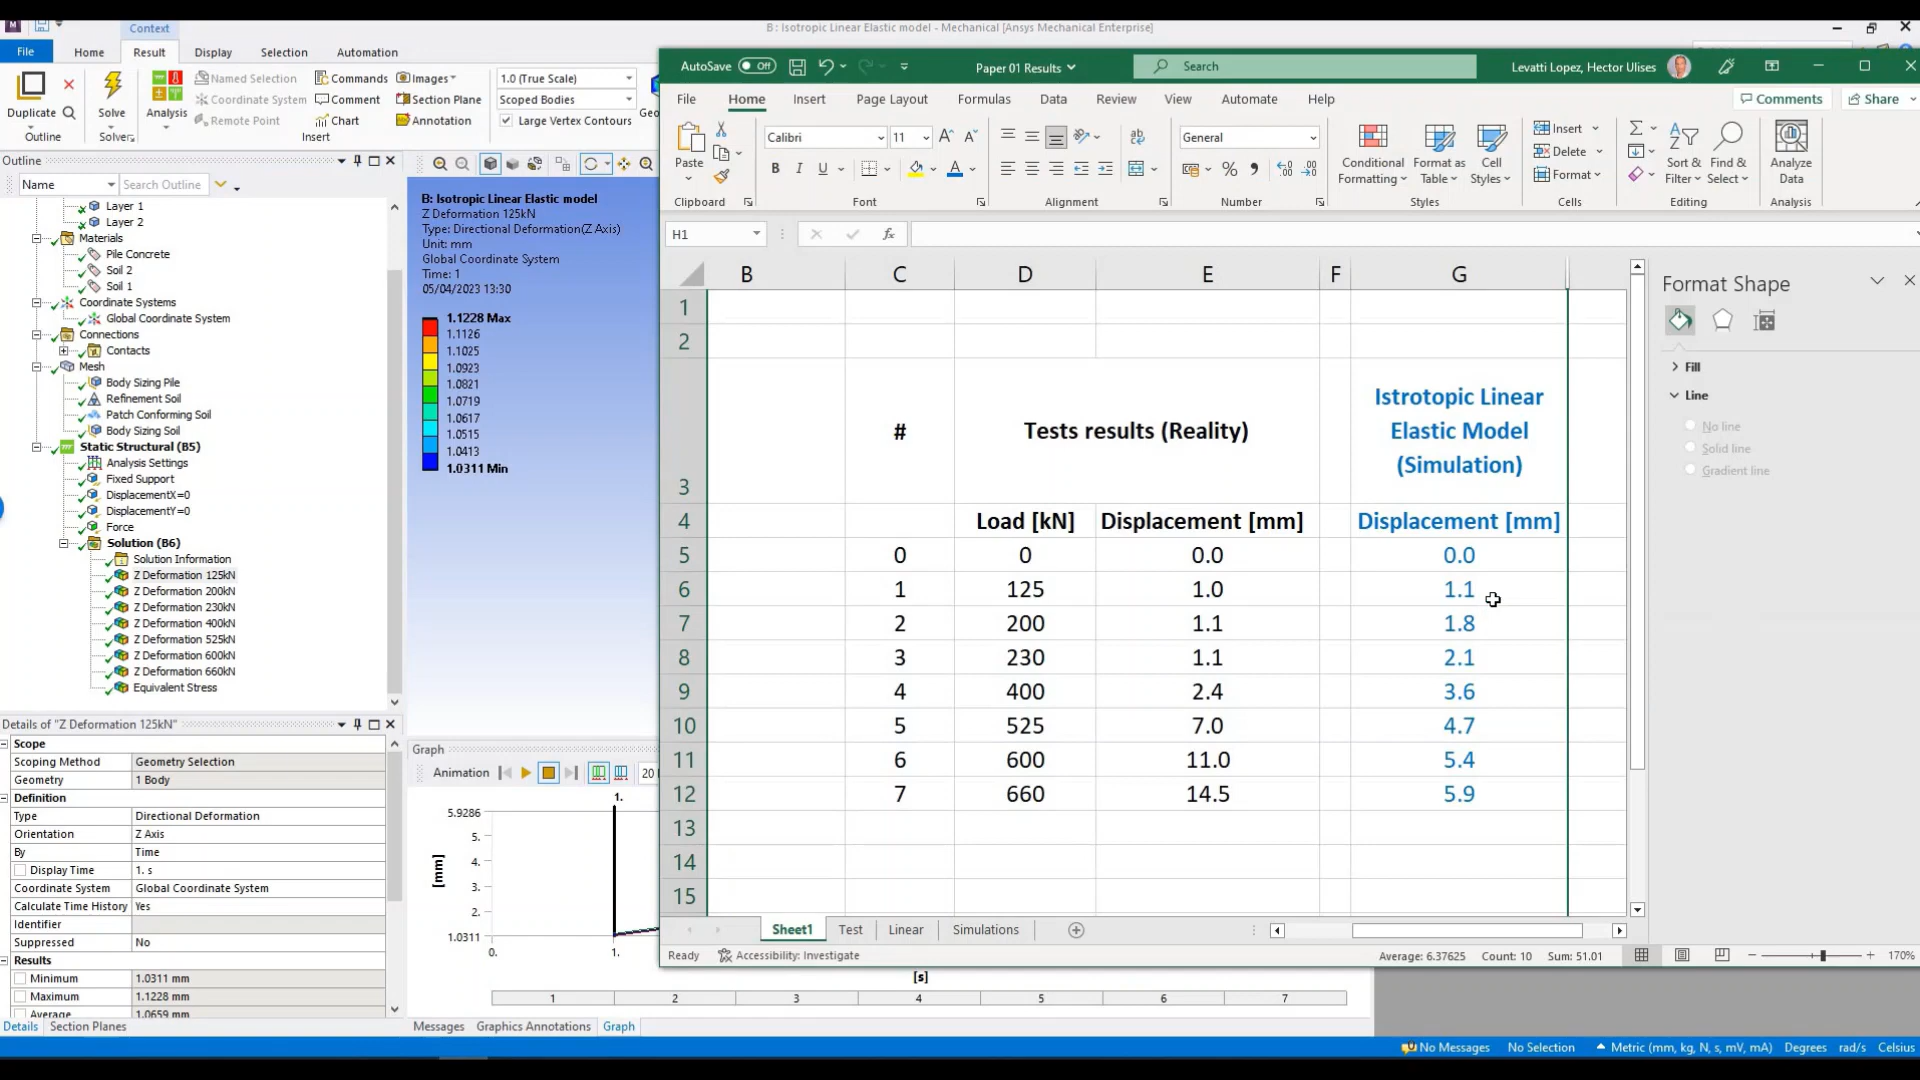 B : Isotropic Linear Elastic model - Mechanical [Ansys Mechanical Enterprise]
Context
File
Home
Result
Display
Selection
Automation
Duplicate
Outline
Solve
Solvers
Analysis
Named Selection
Coordinate System
Remote Point
Commands
Comment
Chart
Insert
Images
Section Plane
Annotation
1.0 (True Scale)
Scoped Bodies
Large Vertex Contours
Geo
Outline
Name
Search Outline
Layer 1
Layer 2
Materials
Pile Concrete
Soil 2
Soil 1
Coordinate Systems
Global Coordinate System
Connections
Contacts
Mesh
Body Sizing Pile
Refinement Soil
Patch Conforming Soil
Body Sizing Soil
Static Structural (B5)
Analysis Settings
Fixed Support
DisplacementX=0
DisplacementY=0
Force
Solution (B6)
Solution Information
Z Deformation 125kN
Z Deformation 200kN
Z Deformation 230kN
Z Deformation 400kN
Z Deformation 525kN
Z Deformation 600kN
Z Deformation 660kN
Equivalent Stress
Details of "Z Deformation 125kN"
Scope
Scoping Method Geometry Selection
Geometry 1 Body
Definition
Type Directional Deformation
Orientation Z Axis
By Time
Display Time 1. s
Coordinate System Global Coordinate System
Calculate Time History Yes
Identifier
Suppressed No
Results
Minimum 1.0311 mm
Maximum 1.1228 mm
Average 1.0659 mm
Details
Section Planes
B: Isotropic Linear Elastic model
Z Deformation 125kN
Type: Directional Deformation(Z Axis)
Unit: mm
Global Coordinate System
Time: 1
05/04/2023 13:30
1.1228 Max
1.1126
1.1025
1.0923
1.0821
1.0719
1.0617
1.0515
1.0413
1.0311 Min
Graph
Animation
20
1.
5.9286
5.
4.
3.
2.
1.0311
[mm]
0.
1.
[s]
1 2 3 4 5 6 7
Messages
Graphics Annotations
Graph
AutoSave Off
Paper 01 Results
Search
Levatti Lopez, Hector Ulises
File
Home
Insert
Page Layout
Formulas
Data
Review
View
Automate
Help
Comments
Share
Paste
Clipboard
Calibri
11
B I U
Font
Alignment
General
Number
Conditional Formatting
Format as Table
Cell Styles
Styles
Insert
Delete
Format
Cells
Sort & Filter
Find & Select
Editing
Analyze Data
Analysis
H1
fx
B C D E F G
1
2
3
# Tests results (Reality)
Istrotopic Linear
Elastic Model
(Simulation)
4 Load [kN] Displacement [mm] Displacement [mm]
5 0 0 0.0 0.0
6 1 125 1.0 1.1
7 2 200 1.1 1.8
8 3 230 1.1 2.1
9 4 400 2.4 3.6
10 5 525 7.0 4.7
11 6 600 11.0 5.4
12 7 660 14.5 5.9
13
14
15
Format Shape
Fill
Line
No line
Solid line
Gradient line
Sheet1
Test
Linear
Simulations
Ready
Accessibility: Investigate
Average: 6.37625
Count: 10
Sum: 51.01
170%
No Messages
No Selection
Metric (mm, kg, N, s, mV, mA)
Degrees
rad/s
Celsius